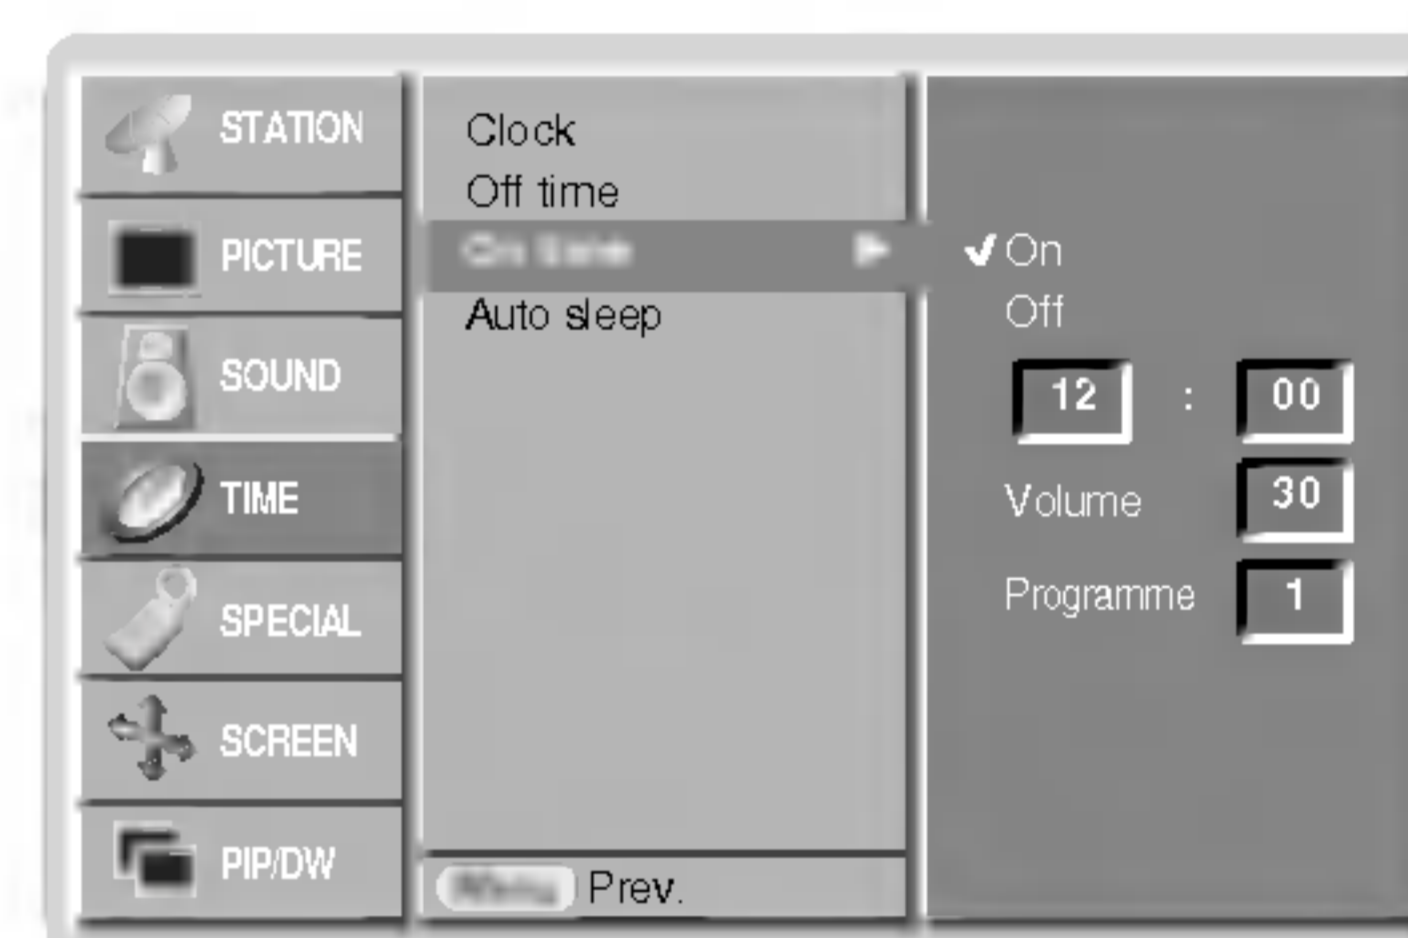 STATION
PICTURE
SOUND
TIME
SPECIAL
SCREEN
PIP/DW
Clock
Off time
Auto sleep
Prev.
On
Off
12 : 00
Volume 30
Programme 1